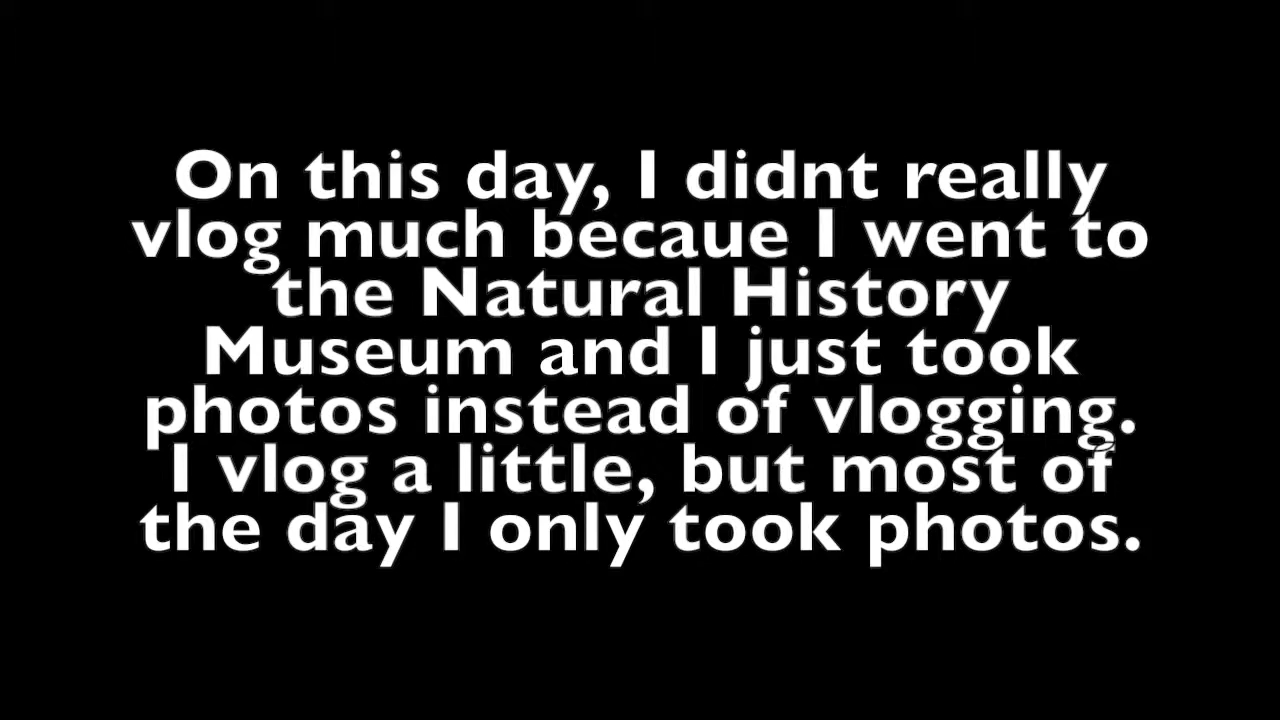 On this day, I didnt really
vlog much becaue I went to
the Natural History
Museum and I just took
photos instead of vlogging.
I vlog a little, but most of
the day I only took photos.